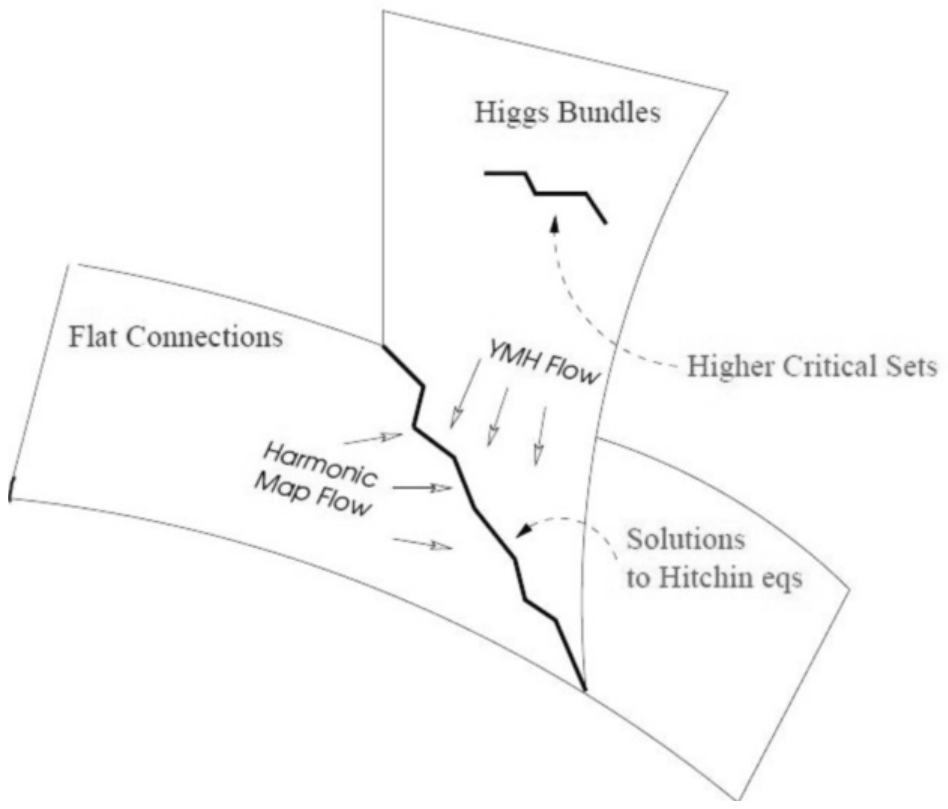 Higgs Bundles
Flat Connections
YMH Flow
Higher Critical Sets
Harmonic
Map Flow
Solutions
to Hitchin eqs